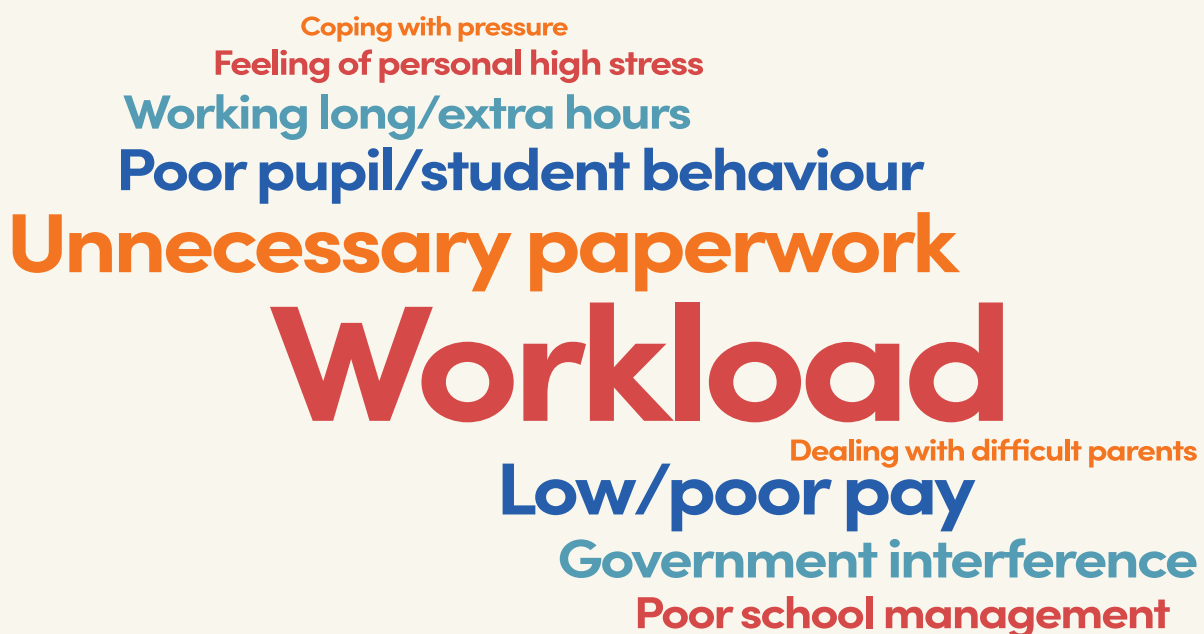 Coping with pressure
Feeling of personal high stress
Working long/extra hours
Poor pupil/student behaviour
Unnecessary paperwork
Workload
Dealing with difficult parents
Low/poor pay
Government interference
Poor school management